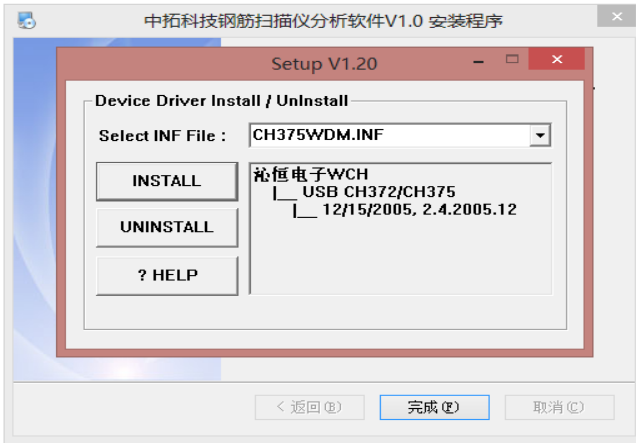 中拓科技钢筋扫描仪分析软件V1.0 安装程序
Setup V1.20
Device Driver Install / UnInstall
Select INF File :
CH375WDM.INF
INSTALL
UNINSTALL
? HELP
沁恒电子WCH
|__ USB CH372/CH375
|__ 12/15/2005, 2.4.2005.12
< 返回(B)
完成(F)
取消(C)